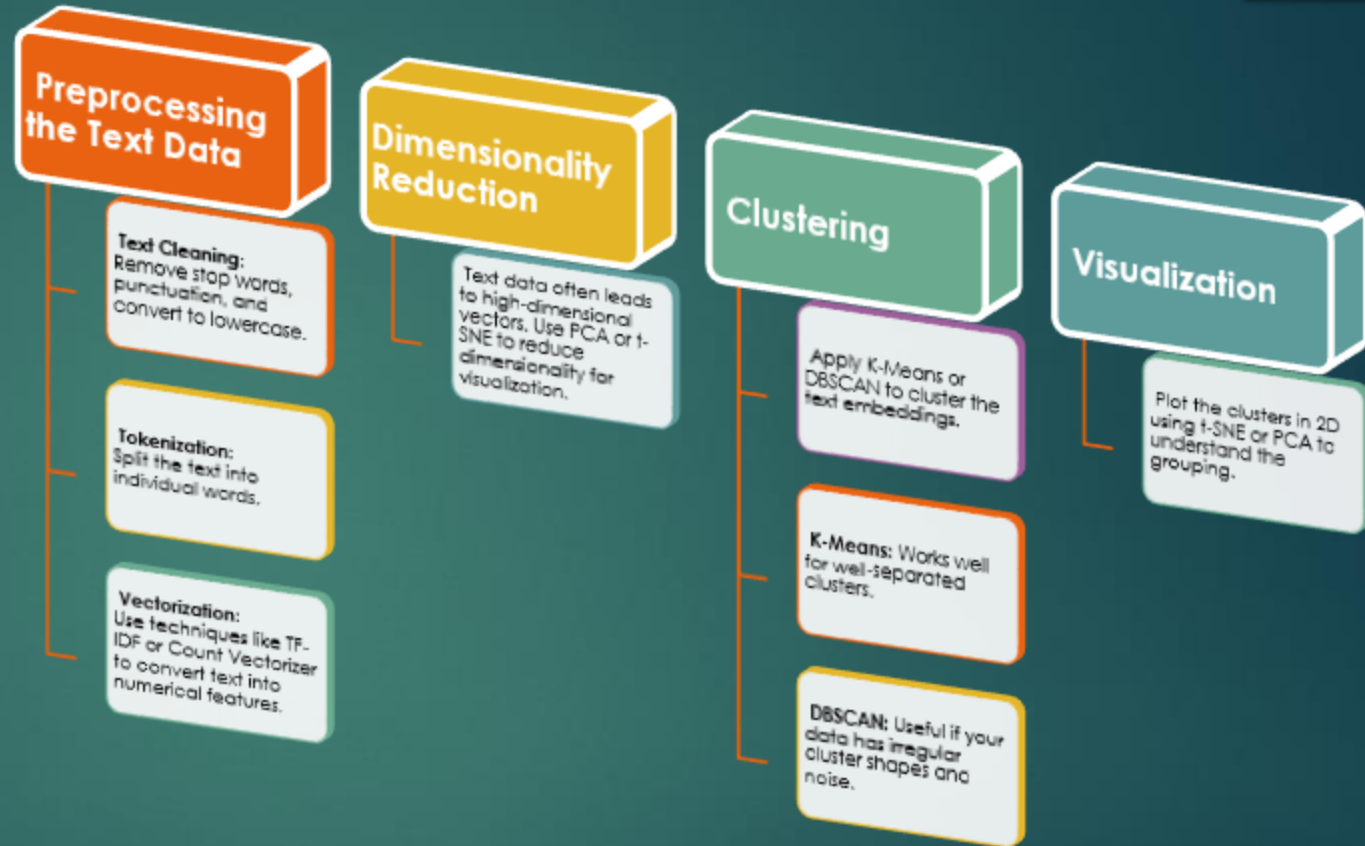 Preprocessing
the Text Data
Text Cleaning:
Remove stop words,
punctuation, and
convert to lowercase.
Tokenization:
Split the text into
individual words.
Vectorization:
Use techniques like TF-
IDF or Count Vectorizer
to convert text into
numerical features.
Dimensionality
Reduction
Text data often leads
to high-dimensional
vectors. Use PCA or t-
SNE to reduce
dimensionality for
visualization.
Clustering
Apply K-Means or
DBSCAN to cluster the
text embeddings.
K-Means: Works well
for well-separated
clusters.
DBSCAN: Useful if your
data has irregular
cluster shapes and
noise.
Visualization
Plot the clusters in 2D
using t-SNE or PCA to
understand the
grouping.